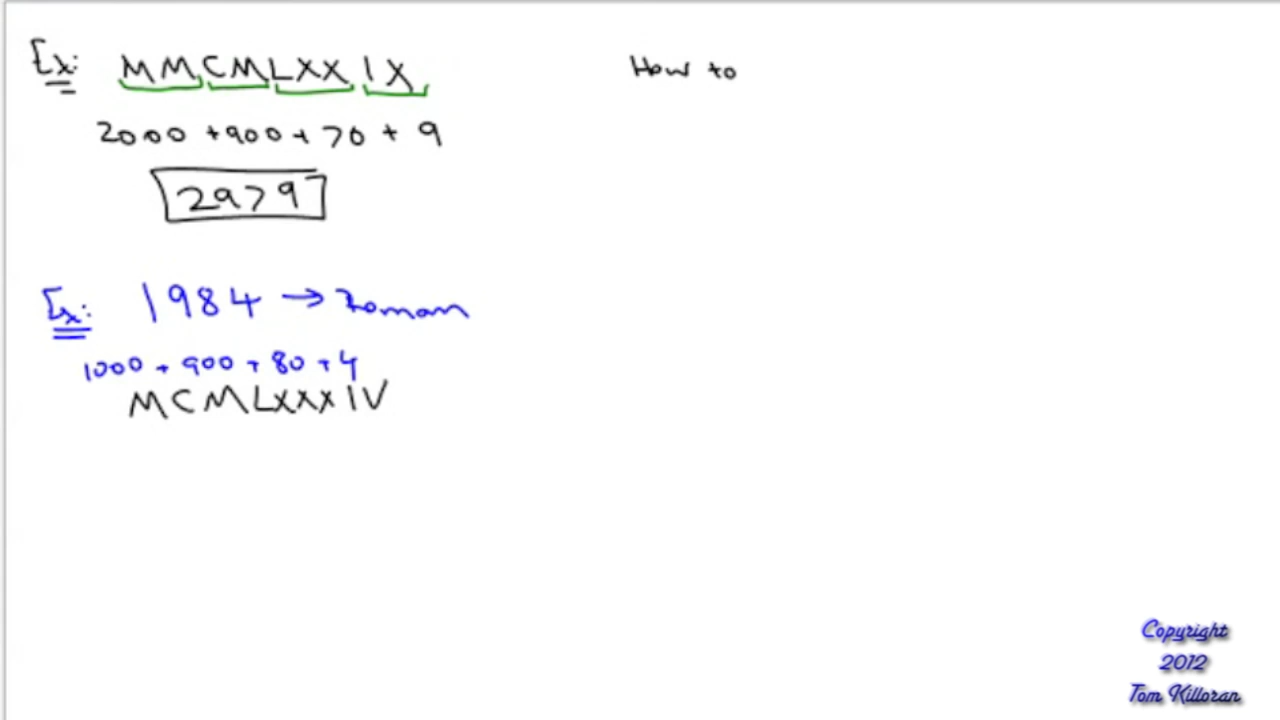 Ex: MMCMLXXIX
2000 + 900 + 70 + 9
2979
How to
Ex: 1984 → Roman
1000 + 900 + 80 + 4
MCMLXXXIV
Copyright
2012
Tom Killoran